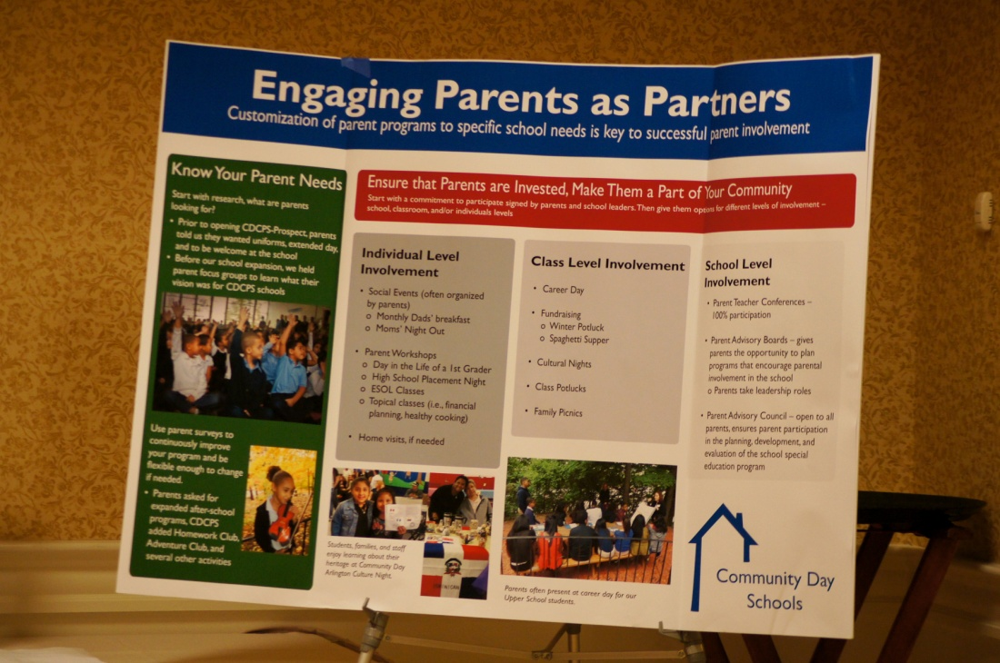 Engaging Parents as Partners
Customization of parent programs to specific school needs is key to successful parent involvement
Know Your Parent Needs
Start with research, what are parents
looking for?
• Prior to opening CDCPS-Prospect, parents
told us they wanted uniforms, extended day,
and to be welcome at the school
• Before our school expansion, we held
parent focus groups to learn what their
vision was for CDCPS schools
Use parent surveys to
continuously improve
your program and be
flexible enough to change
if needed.
• Parents asked for
expanded after-school
programs, CDCPS
added Homework Club,
Adventure Club, and
several other activities
Ensure that Parents are Invested, Make Them a Part of Your Community
Start with a commitment to participate signed by parents and school leaders. Then give them options for different levels of involvement –
school, classroom, and/or individuals levels
Individual Level
Involvement
• Social Events (often organized
by parents)
o Monthly Dads' breakfast
o Moms' Night Out
• Parent Workshops
o Day in the Life of a 1st Grader
o High School Placement Night
o ESOL Classes
o Topical classes (i.e., financial
planning, healthy cooking)
• Home visits, if needed
Students, families, and staff
enjoy learning about their
heritage at Community Day
Arlington Culture Night.
Class Level Involvement
• Career Day
• Fundraising
o Winter Potluck
o Spaghetti Supper
• Cultural Nights
• Class Potlucks
• Family Picnics
Parents often present at career day for our
Upper School students.
School Level
Involvement
• Parent Teacher Conferences –
100% participation
• Parent Advisory Boards – gives
parents the opportunity to plan
programs that encourage parental
involvement in the school
o Parents take leadership roles
• Parent Advisory Council – open to all
parents, ensures parent participation
in the planning, development, and
evaluation of the school special
education program
Community Day
Schools